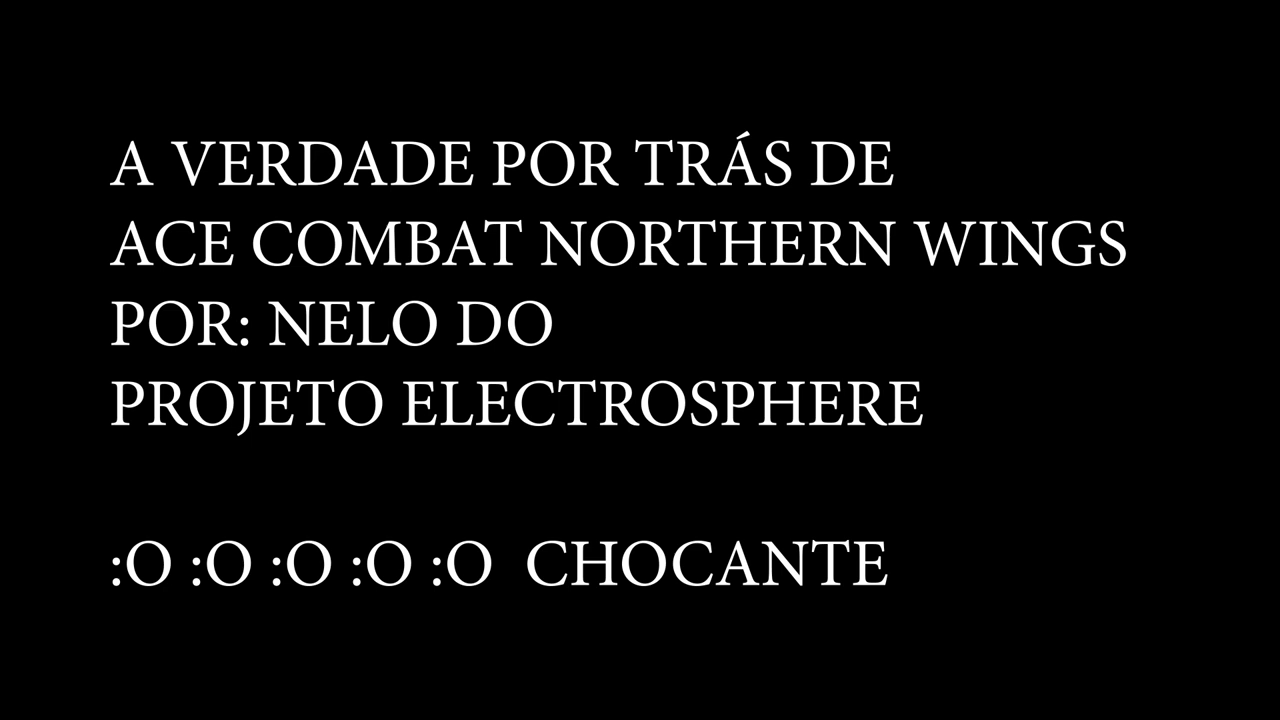 A VERDADE POR TRÁS DE
ACE COMBAT NORTHERN WINGS
POR: NELO DO
PROJETO ELECTROSPHERE
:O :O :O :O :O CHOCANTE